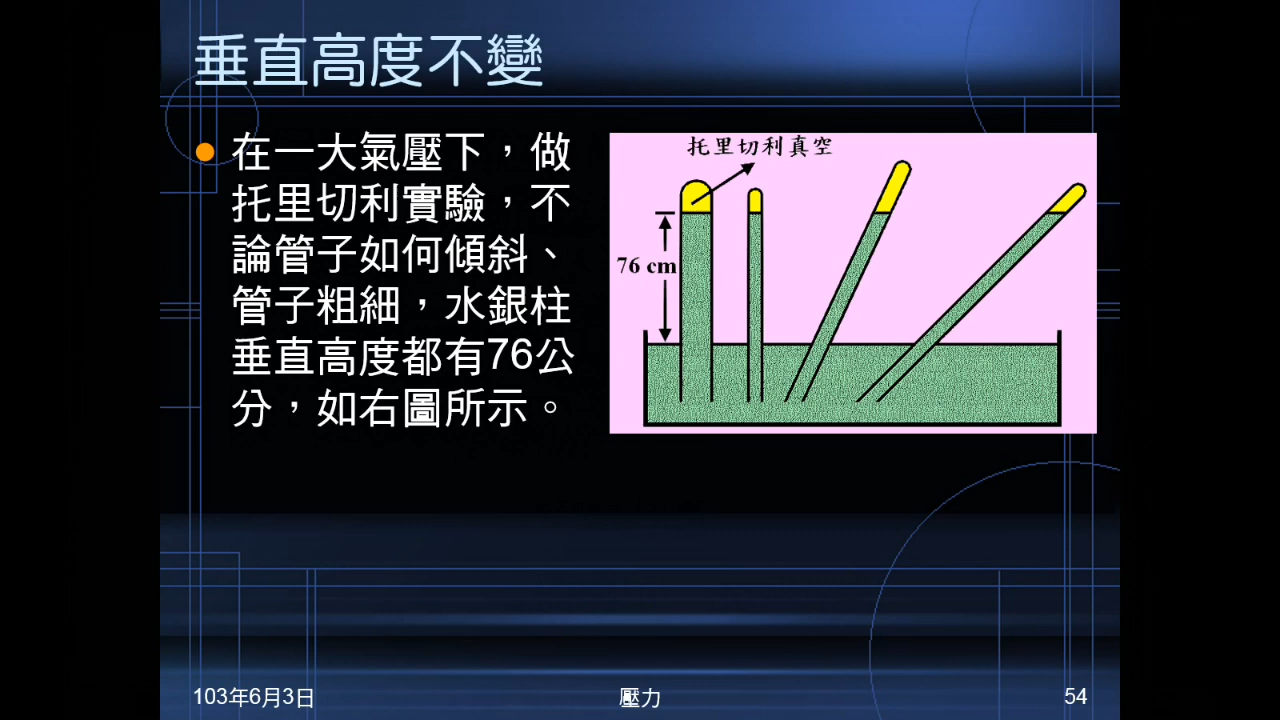 垂直高度不變
在一大氣壓下，做
托里切利實驗，不
論管子如何傾斜、
管子粗細，水銀柱
垂直高度都有76公
分，如右圖所示。
托里切利真空
76 cm
103年6月3日
壓力
54